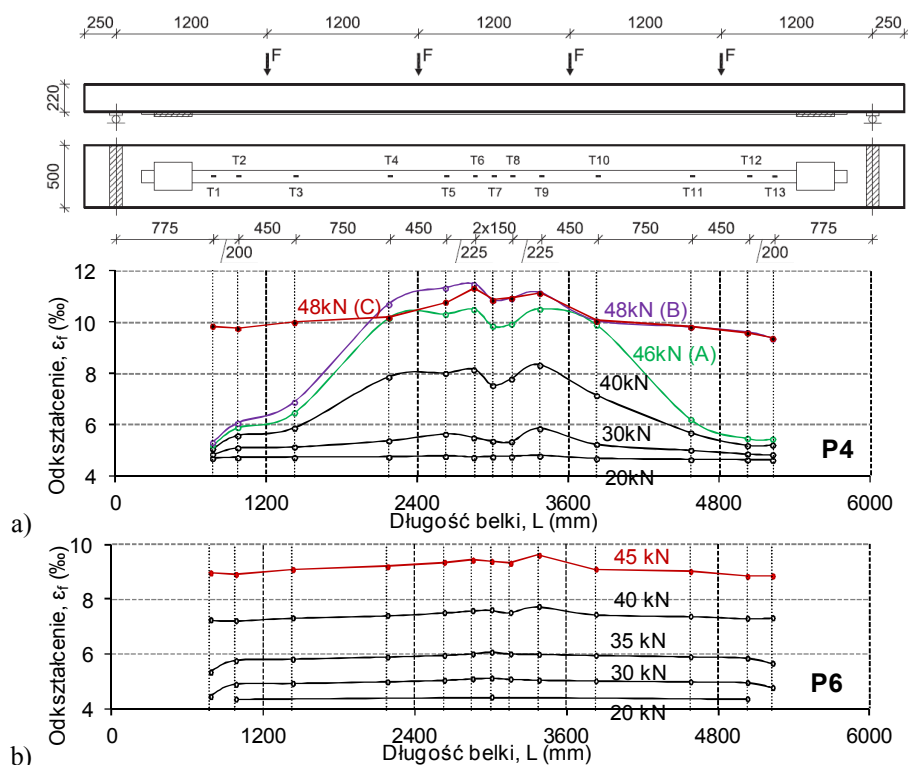 250 1200 1200 1200 1200 1200 250
F F F F
220
500
T2 T4 T6 T8 T10 T12
T1 T3 T5 T7 T9 T11 T13
775 450 750 450 2x150 450 750 450 775
200 225 225 200
Odkształcenie, εf (‰)
12
10
8
6
4
48kN (C)
48kN (B)
46kN (A)
40kN
30kN
20kN
P4
0 1200 2400 3600 4800 6000
Długość belki, L (mm)
a)
Odkształcenie, εf (‰)
10
8
6
4
45 kN
40 kN
35 kN
30 kN
20 kN
P6
0 1200 2400 3600 4800 6000
Długość belki, L (mm)
b)